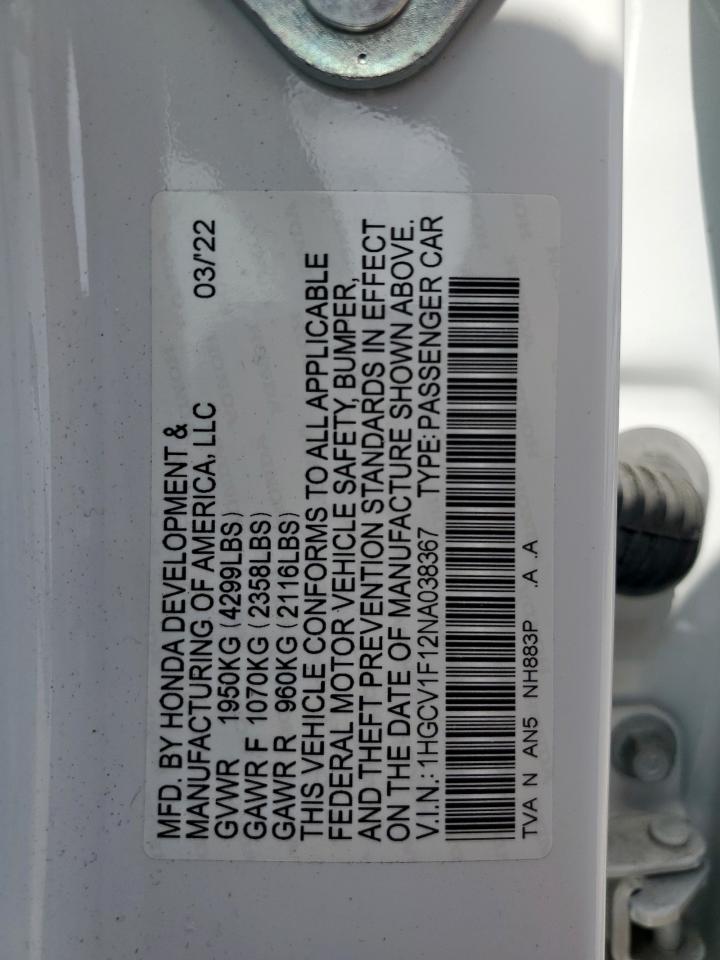 MFD. BY HONDA DEVELOPMENT &
MANUFACTURING OF AMERICA, LLC 03/'22
GVWR 1950KG (4299LBS)
GAWR F 1070KG (2358LBS)
GAWR R 960KG (2116LBS)
THIS VEHICLE CONFORMS TO ALL APPLICABLE
FEDERAL MOTOR VEHICLE SAFETY, BUMPER,
AND THEFT PREVENTION STANDARDS IN EFFECT
ON THE DATE OF MANUFACTURE SHOWN ABOVE.
V.I.N.: 1HGCV1F12NA038367 TYPE: PASSENGER CAR
TVA N AN5 NH883P .A .A